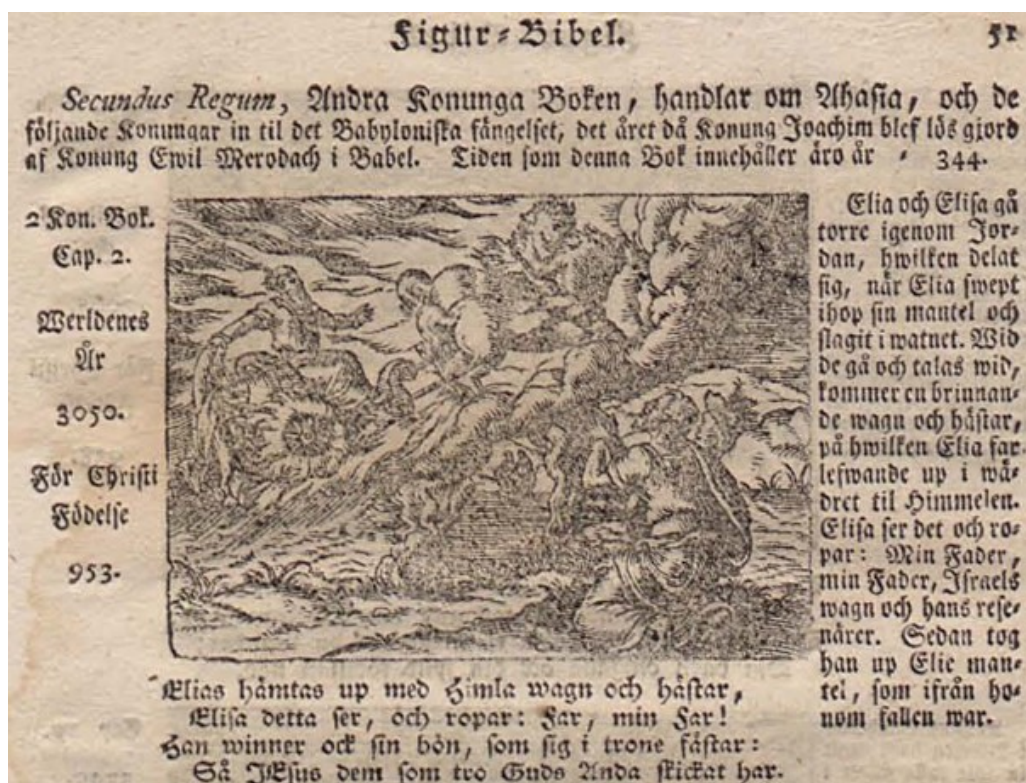 Figur-Bibel. 51
Secundus Regum, Andra Konunga Boken, handlar om Ahasia, och de
följande Konungar in til det Babyloniska fängelset, det året då Konung Joachim blef lös gjord
af Konung Ewil Merodach i Babel. Tiden som denna Bok innehåller äro år - 344.
2 Kon. Bok.
Cap. 2.
Werldenes
År
3050.
För Christi
Födelse
953.
Elia och Elisa gå
torre igenom Jor-
dan, hwilken delat
sig, när Elia swept
ihop sin mantel och
slagit i watnet. Wid
de gå och talas wid,
kommer en brinnan-
de wagn och hästar,
på hwilken Elia far
lefwande up i wä-
dret til Himmelen.
Elisa ser det och ro-
par: Min Fader,
min Fader, Israels
wagn och hans rese-
närer. Sedan tog
han up Elie man-
tel, som ifrån ho-
nom fallen war.
Elias hämtas up med Himla wagn och hästar,
Elisa detta ser, och ropar: Far, min Far!
Han winner ock sin bön, som sig i trone fästar:
Så JEsus dem som tro Guds Anda skickat har.